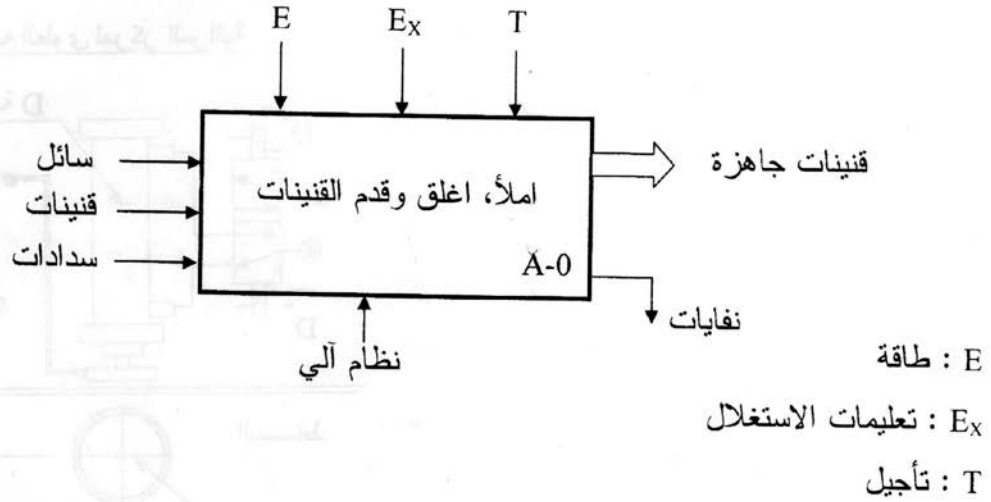 E
Ex
T
سائل
قنينات
سدادات
املأ، اغلق وقدم القنينات
A-0
قنينات جاهزة
نفايات
نظام آلي
E : طاقة
Ex : تعليمات الاستغلال
T : تأجيل